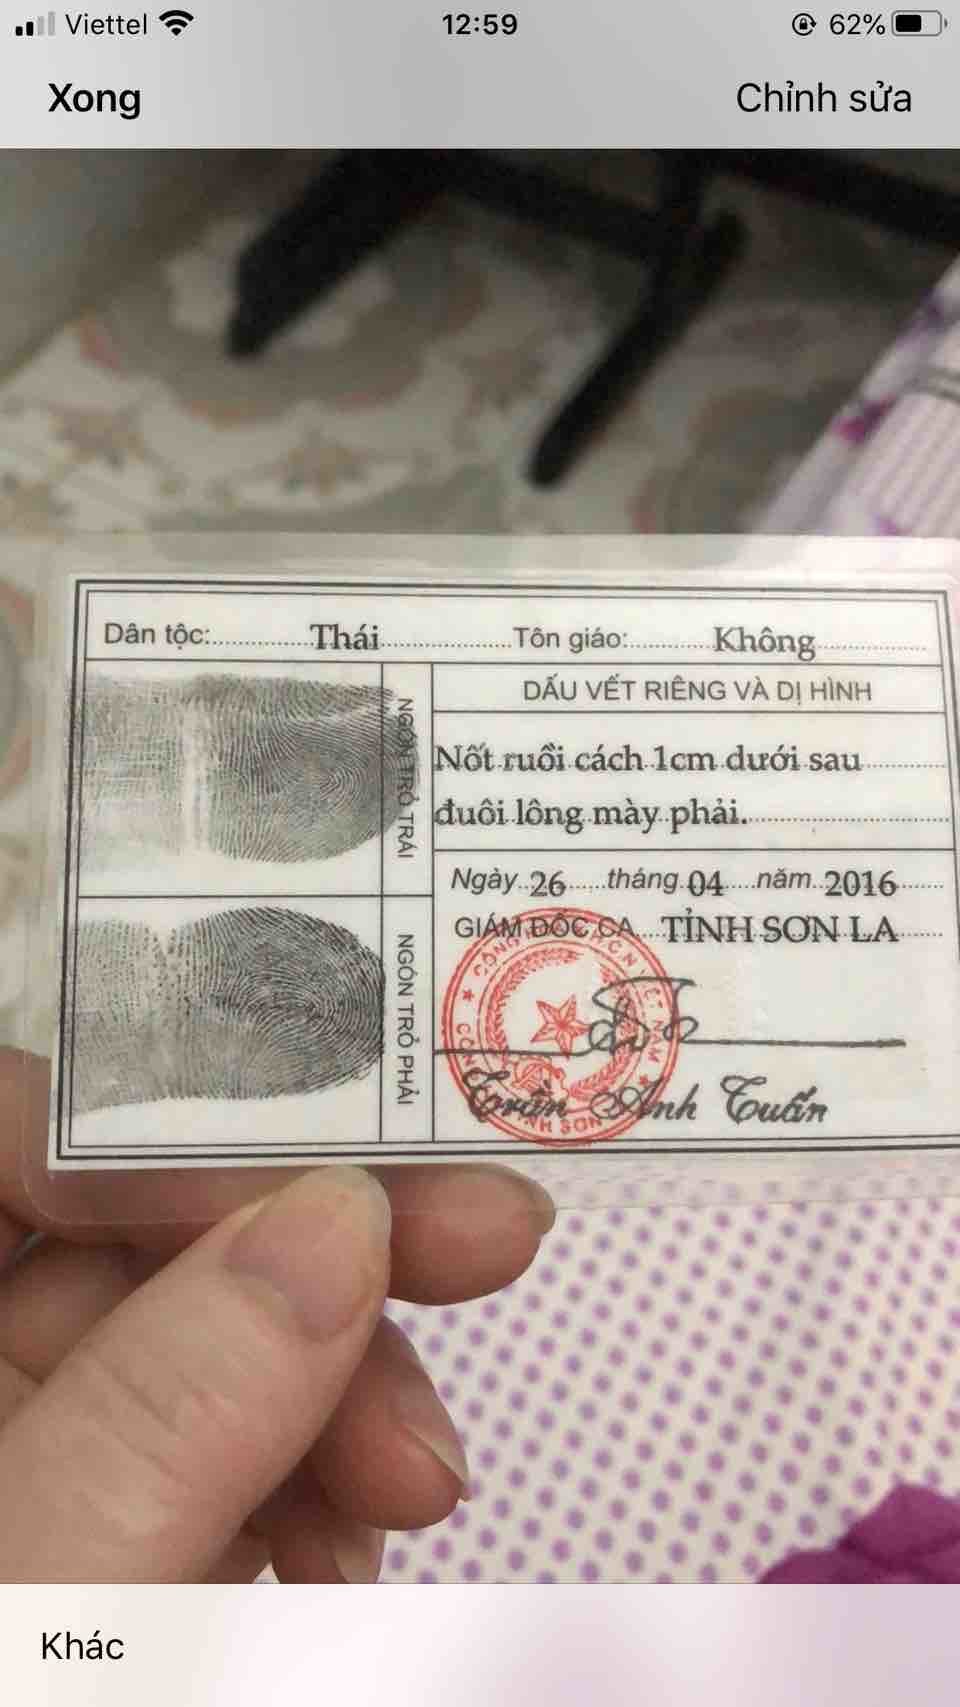 Viettel 12:59 62%
Xong Chỉnh sửa
Dân tộc: Thái Tôn giáo: Không
NGÓN TRỎ TRÁI
DẤU VẾT RIÊNG VÀ DỊ HÌNH
Nốt ruồi cách 1cm dưới sau
đuôi lông mày phải.
NGÓN TRỎ PHẢI
Ngày 26 tháng 04 năm 2016
GIÁM ĐỐC CA TỈNH SƠN LA
Trần Anh Tuấn
Khác